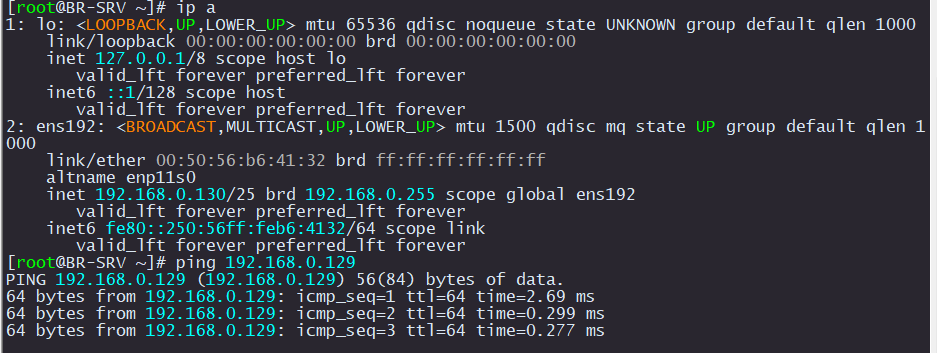 [root@BR-SRV ~]# ip a
1: lo: <LOOPBACK,UP,LOWER_UP> mtu 65536 qdisc noqueue state UNKNOWN group default qlen 1000
    link/loopback 00:00:00:00:00:00 brd 00:00:00:00:00:00
    inet 127.0.0.1/8 scope host lo
       valid_lft forever preferred_lft forever
    inet6 ::1/128 scope host
       valid_lft forever preferred_lft forever
2: ens192: <BROADCAST,MULTICAST,UP,LOWER_UP> mtu 1500 qdisc mq state UP group default qlen 1
000
    link/ether 00:50:56:b6:41:32 brd ff:ff:ff:ff:ff:ff
    altname enp11s0
    inet 192.168.0.130/25 brd 192.168.0.255 scope global ens192
       valid_lft forever preferred_lft forever
    inet6 fe80::250:56ff:feb6:4132/64 scope link
       valid_lft forever preferred_lft forever
[root@BR-SRV ~]# ping 192.168.0.129
PING 192.168.0.129 (192.168.0.129) 56(84) bytes of data.
64 bytes from 192.168.0.129: icmp_seq=1 ttl=64 time=2.69 ms
64 bytes from 192.168.0.129: icmp_seq=2 ttl=64 time=0.299 ms
64 bytes from 192.168.0.129: icmp_seq=3 ttl=64 time=0.277 ms